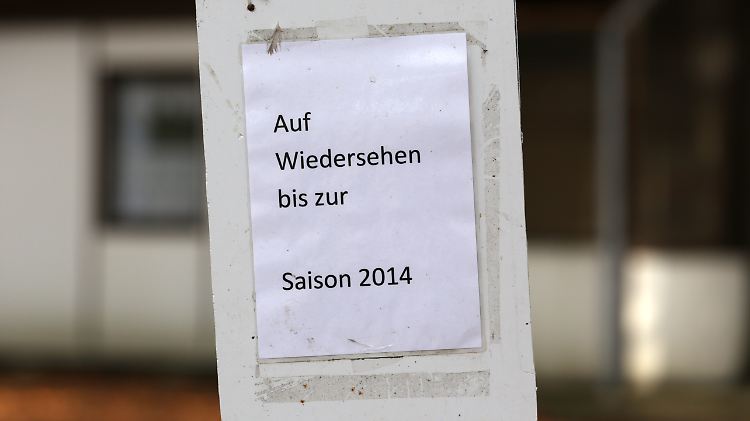 Auf
Wiedersehen
bis zur
Saison 2014